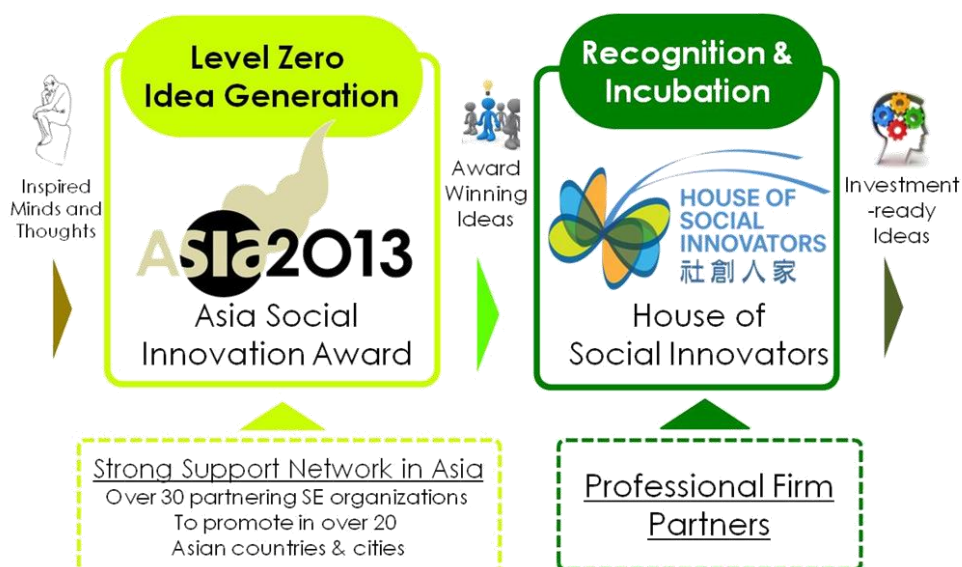 Level Zero
Idea Generation
Recognition &
Incubation
Inspired
Minds and
Thoughts
ASIA2013
Asia Social
Innovation Award
Award
Winning
Ideas
HOUSE OF
SOCIAL
INNOVATORS
社創人家
House of
Social Innovators
Investment
-ready
Ideas
Strong Support Network in Asia
Over 30 partnering SE organizations
To promote in over 20
Asian countries & cities
Professional Firm
Partners